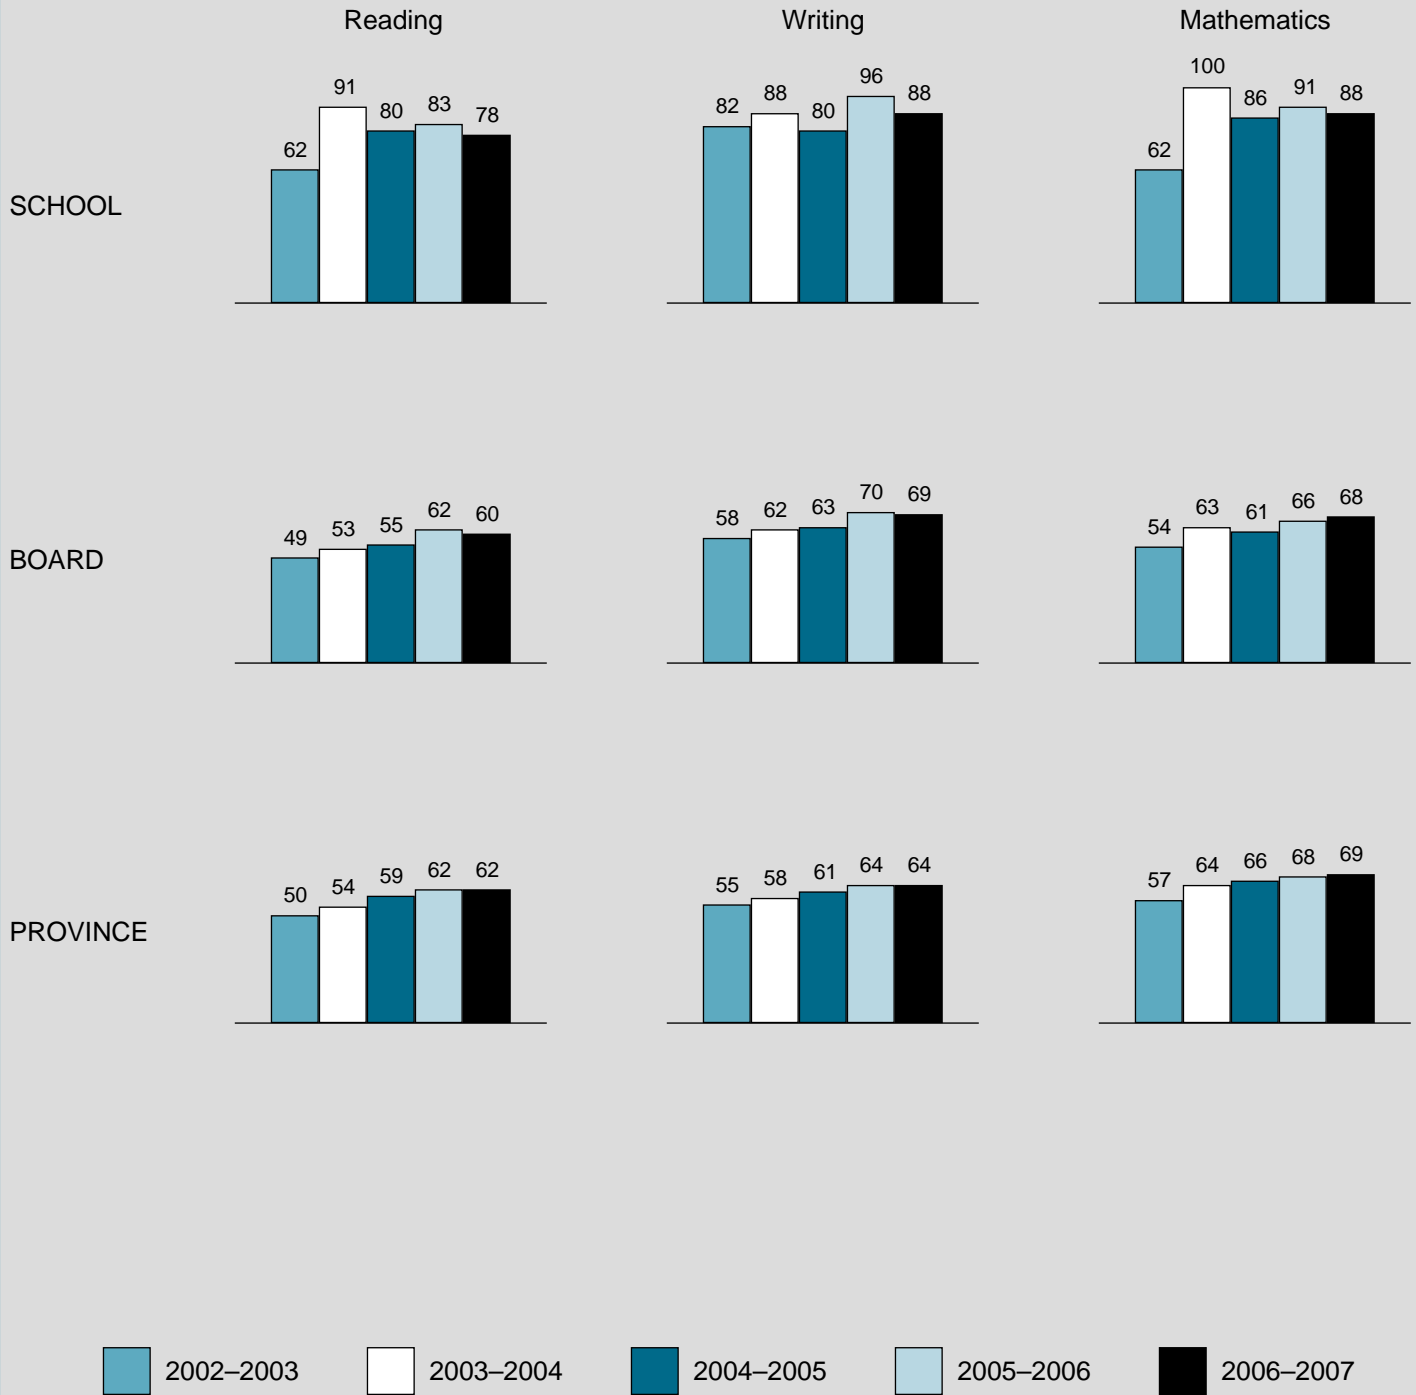 Reading Writing Mathematics
SCHOOL
62 91 80 83 78
82 88 80 96 88
62 100 86 91 88
BOARD
49 53 55 62 60
58 62 63 70 69
54 63 61 66 68
PROVINCE
50 54 59 62 62
55 58 61 64 64
57 64 66 68 69
2002–2003 2003–2004 2004–2005 2005–2006 2006–2007